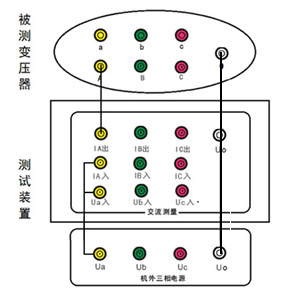 被测变压器
a b c
A B C
o
测试装置
IA出 IB出 IC出 Uo
IA入 IB入 IC入
Ua入 Ub入 Uc入
交流测量
Ua Ub Uc Uo
机外三相电源